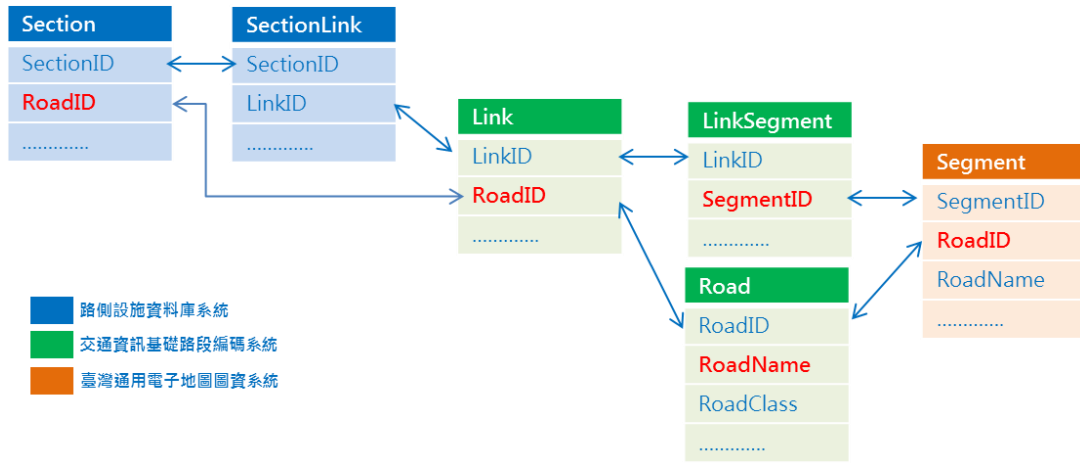 Section
SectionID
RoadID
.............
SectionLink
SectionID
LinkID
.............
Link
LinkID
RoadID
.............
LinkSegment
LinkID
SegmentID
.............
Segment
SegmentID
RoadID
RoadName
.............
Road
RoadID
RoadName
RoadClass
.............
路側設施資料庫系統
交通資訊基礎路段編碼系統
臺灣通用電子地圖圖資系統